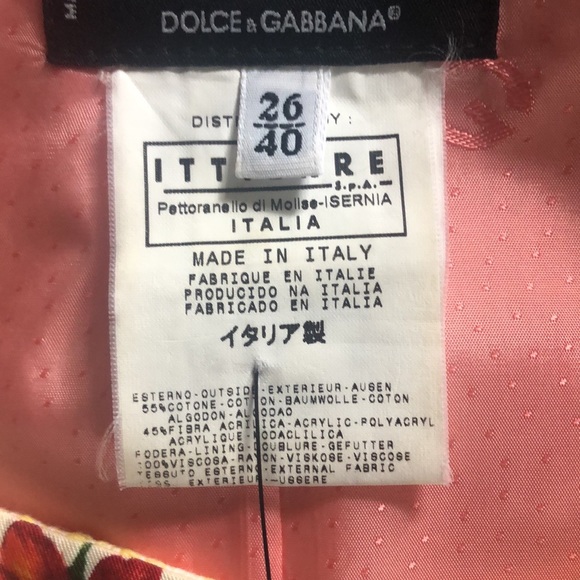 DOLCE & GABBANA®
26
40
ITALIA
S.p.A.
Pettoranello di Molise-ISERNIA
MADE IN ITALY
FABRIQUE EN ITALIE
PRODUCIDO NA ITALIA
FABRICADO EN ITALIA
イタリア製
ESTERNO-OUTSIDE-EXTERIEUR-AUSEN
55%COTONE-COTTON-BAUMWOLLE-COTON
ALGODON-ALGODAO
45%FIBRA ACRILICA-ACRYLIC-POLYACRYL
ACRYLIQUE-MODACLILICA
FODERA-LINING-DOUBLURE-GEFUTTER
100%VISCOSA-RAYON-VISKOSE-VISCOSE
TESSUTO ESTERNO-EXTERNAL FABRIC
EXTERIEUR